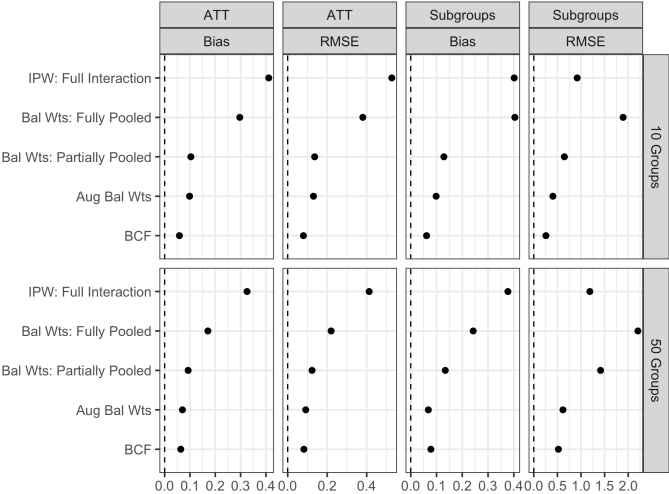 ATT ATT Subgroups Subgroups
Bias RMSE Bias RMSE
IPW: Full Interaction
Bal Wts: Fully Pooled
Bal Wts: Partially Pooled
Aug Bal Wts
BCF
10 Groups
IPW: Full Interaction
Bal Wts: Fully Pooled
Bal Wts: Partially Pooled
Aug Bal Wts
BCF
50 Groups
0.0 0.1 0.2 0.3 0.4 0.0 0.2 0.4 0.0 0.1 0.2 0.3 0.4 0.0 0.5 1.0 1.5 2.0